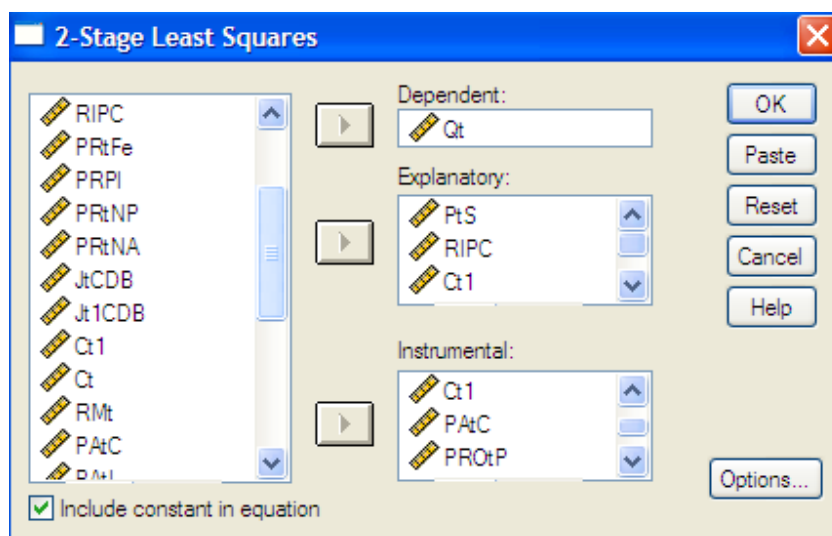 2-Stage Least Squares
RIPC
PRtFe
PRPI
PRtNP
PRtNA
JtCDB
Jt1CDB
Ct1
Ct
RMt
PAtC
Include constant in equation
Dependent:
Qt
Explanatory:
PtS
RIPC
Ct1
Instrumental:
Ct1
PAtC
PROtP
OK
Paste
Reset
Cancel
Help
Options...